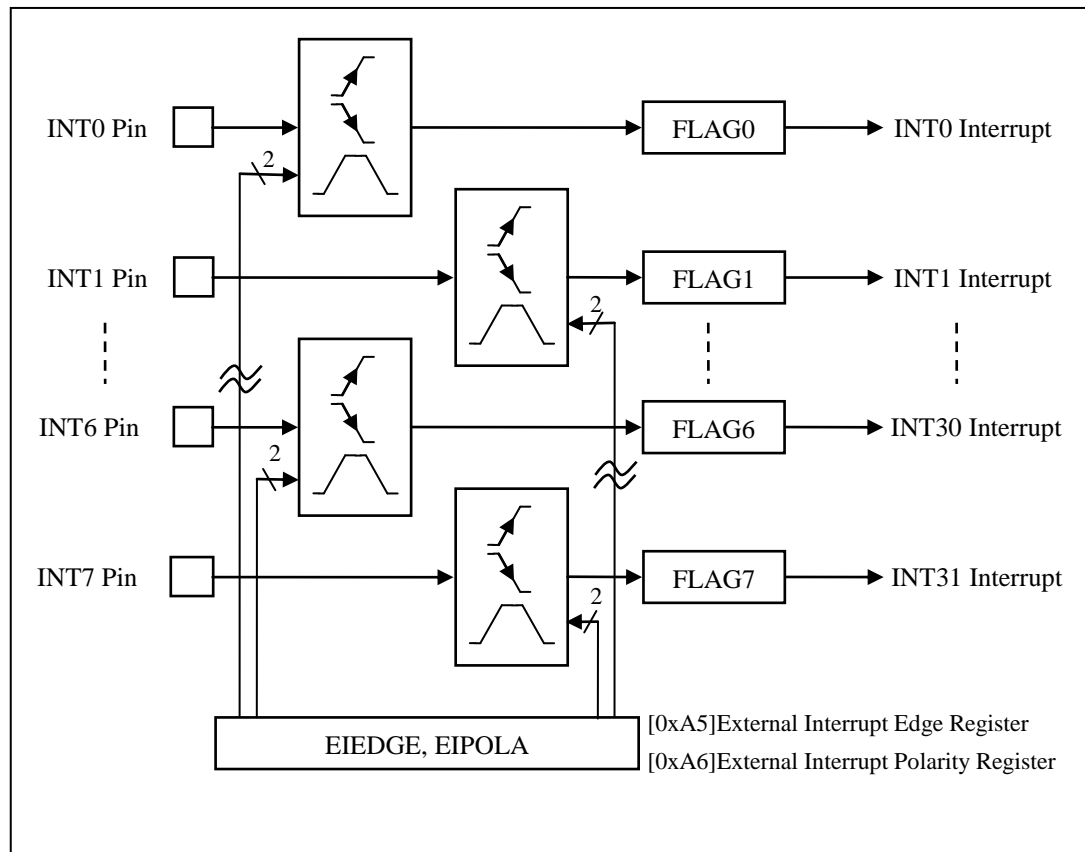 INT0 Pin
2
FLAG0
INT0 Interrupt
INT1 Pin
2
FLAG1
INT1 Interrupt
INT6 Pin
2
FLAG6
INT30 Interrupt
INT7 Pin
2
FLAG7
INT31 Interrupt
EIEDGE, EIPOLA
[0xA5]External Interrupt Edge Register
[0xA6]External Interrupt Polarity Register